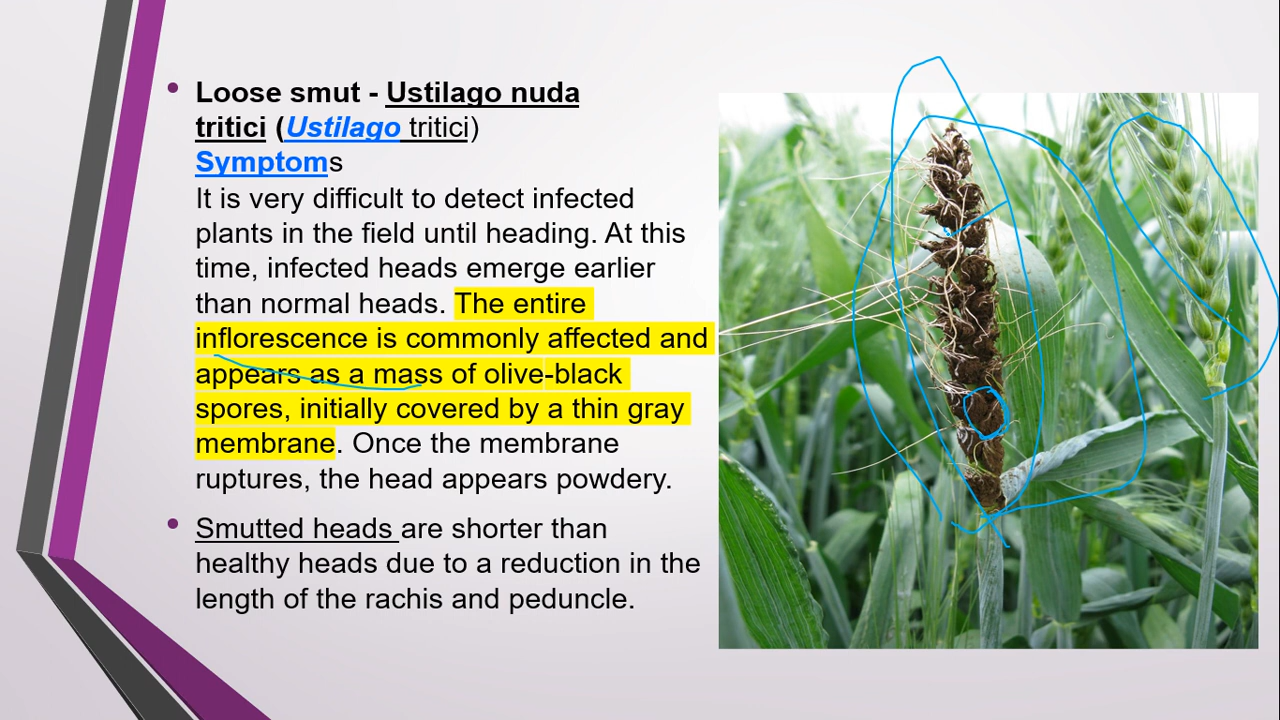 • Loose smut - Ustilago nuda
tritici (Ustilago tritici)
Symptoms
It is very difficult to detect infected
plants in the field until heading. At this
time, infected heads emerge earlier
than normal heads. The entire
inflorescence is commonly affected and
appears as a mass of olive-black
spores, initially covered by a thin gray
membrane. Once the membrane
ruptures, the head appears powdery.
• Smutted heads are shorter than
healthy heads due to a reduction in the
length of the rachis and peduncle.